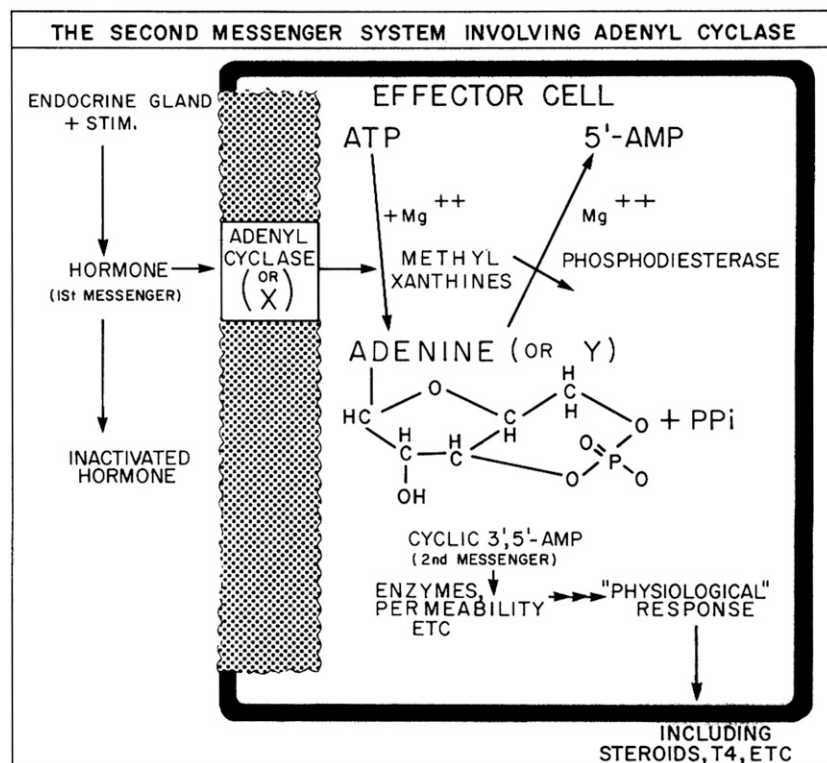 THE SECOND MESSENGER SYSTEM INVOLVING ADENYL CYCLASE
ENDOCRINE GLAND
+ STIM.
HORMONE
(1St MESSENGER)
INACTIVATED
HORMONE
ADENYL
CYCLASE
(OR
X)
EFFECTOR CELL
ATP
5'-AMP
+Mg++
Mg++
METHYL
XANTHINES
PHOSPHODIESTERASE
ADENINE (OR Y)
O
H
C
H
HC
C
H
C
H
C
OH
O
O
P
O
O
+ PPi
CYCLIC 3',5'-AMP
(2nd MESSENGER)
ENZYMES,
PERMEABILITY
ETC
"PHYSIOLOGICAL"
RESPONSE
INCLUDING
STEROIDS, T4, ETC